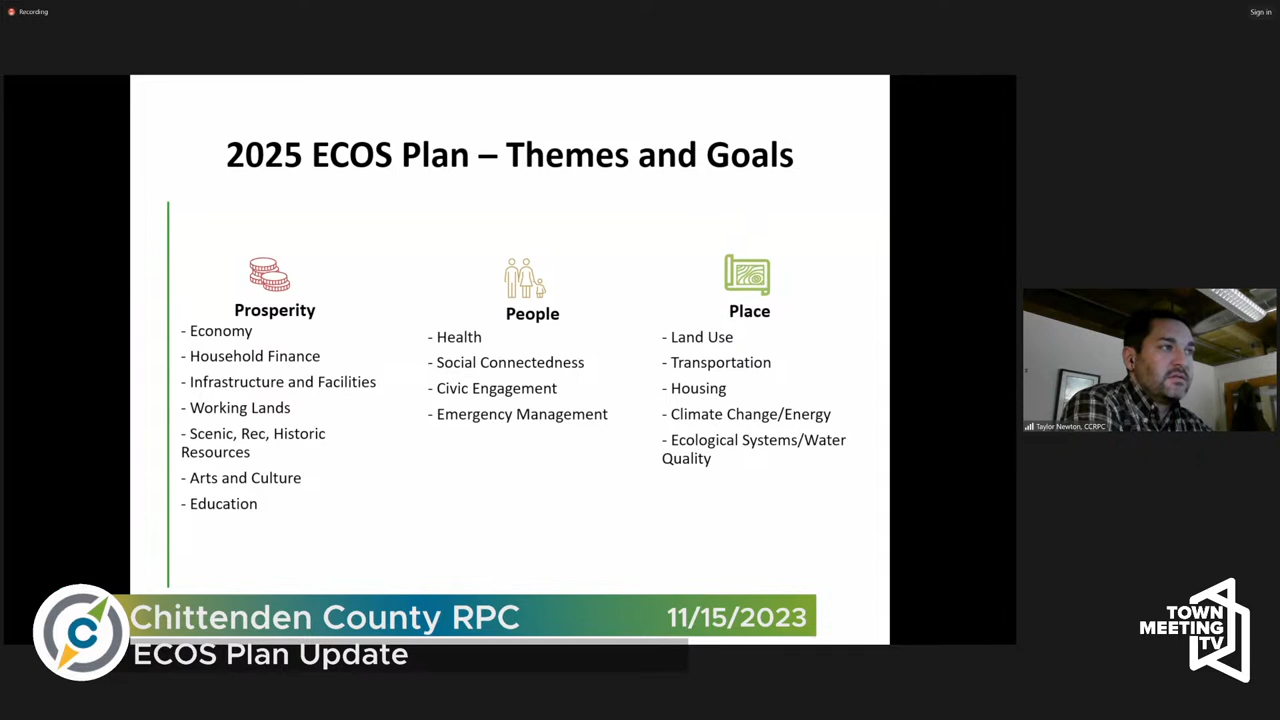 Recording
Sign in
2025 ECOS Plan – Themes and Goals
Prosperity
- Economy
- Household Finance
- Infrastructure and Facilities
- Working Lands
- Scenic, Rec, Historic
Resources
- Arts and Culture
- Education
People
- Health
- Social Connectedness
- Civic Engagement
- Emergency Management
Place
- Land Use
- Transportation
- Housing
- Climate Change/Energy
- Ecological Systems/Water
Quality
Taylor Newton, CCRPC
C
Chittenden County RPC
11/15/2023
ECOS Plan Update
TOWN
MEETING
TV